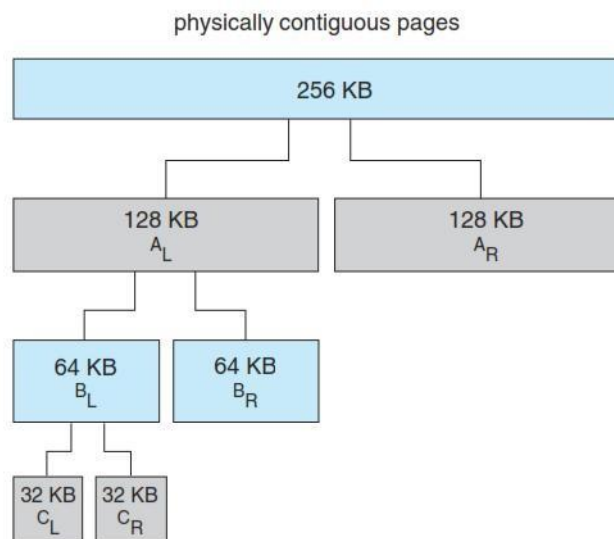 physically contiguous pages
256 KB
128 KB
A_L
128 KB
A_R
64 KB
B_L
64 KB
B_R
32 KB
C_L
32 KB
C_R